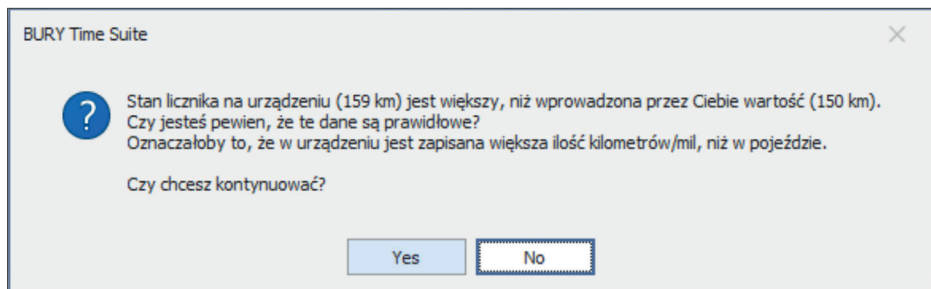 BURY Time Suite
Stan licznika na urządzeniu (159 km) jest większy, niż wprowadzona przez Ciebie wartość (150 km).
Czy jesteś pewien, że te dane są prawidłowe?
Oznaczałoby to, że w urządzeniu jest zapisana większa ilość kilometrów/mil, niż w pojeździe.
Czy chcesz kontynuować?
Yes
No